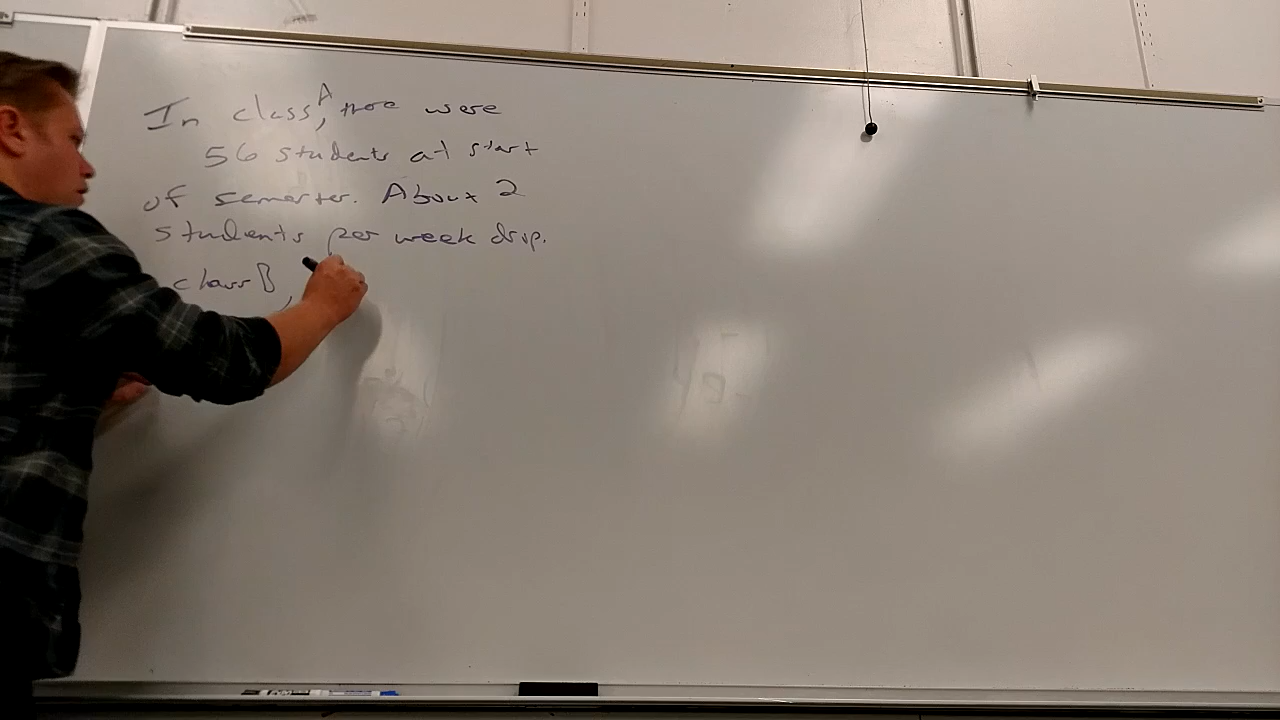 In class A, there were
56 students at start
of semester. About 2
students per week drop.
class B,